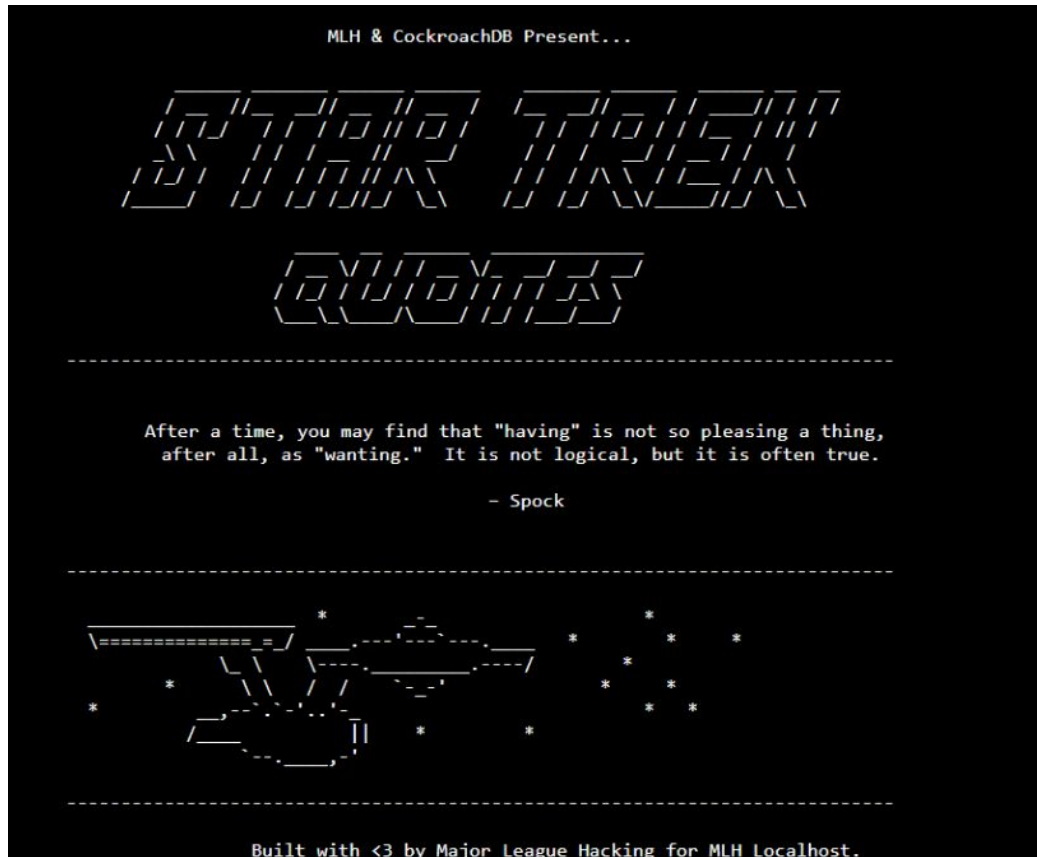 MLH & CockroachDB Present...
STAR TREK
QUOTES
After a time, you may find that "having" is not so pleasing a thing,
after all, as "wanting."  It is not logical, but it is often true.
– Spock
Built with <3 by Major League Hacking for MLH Localhost.